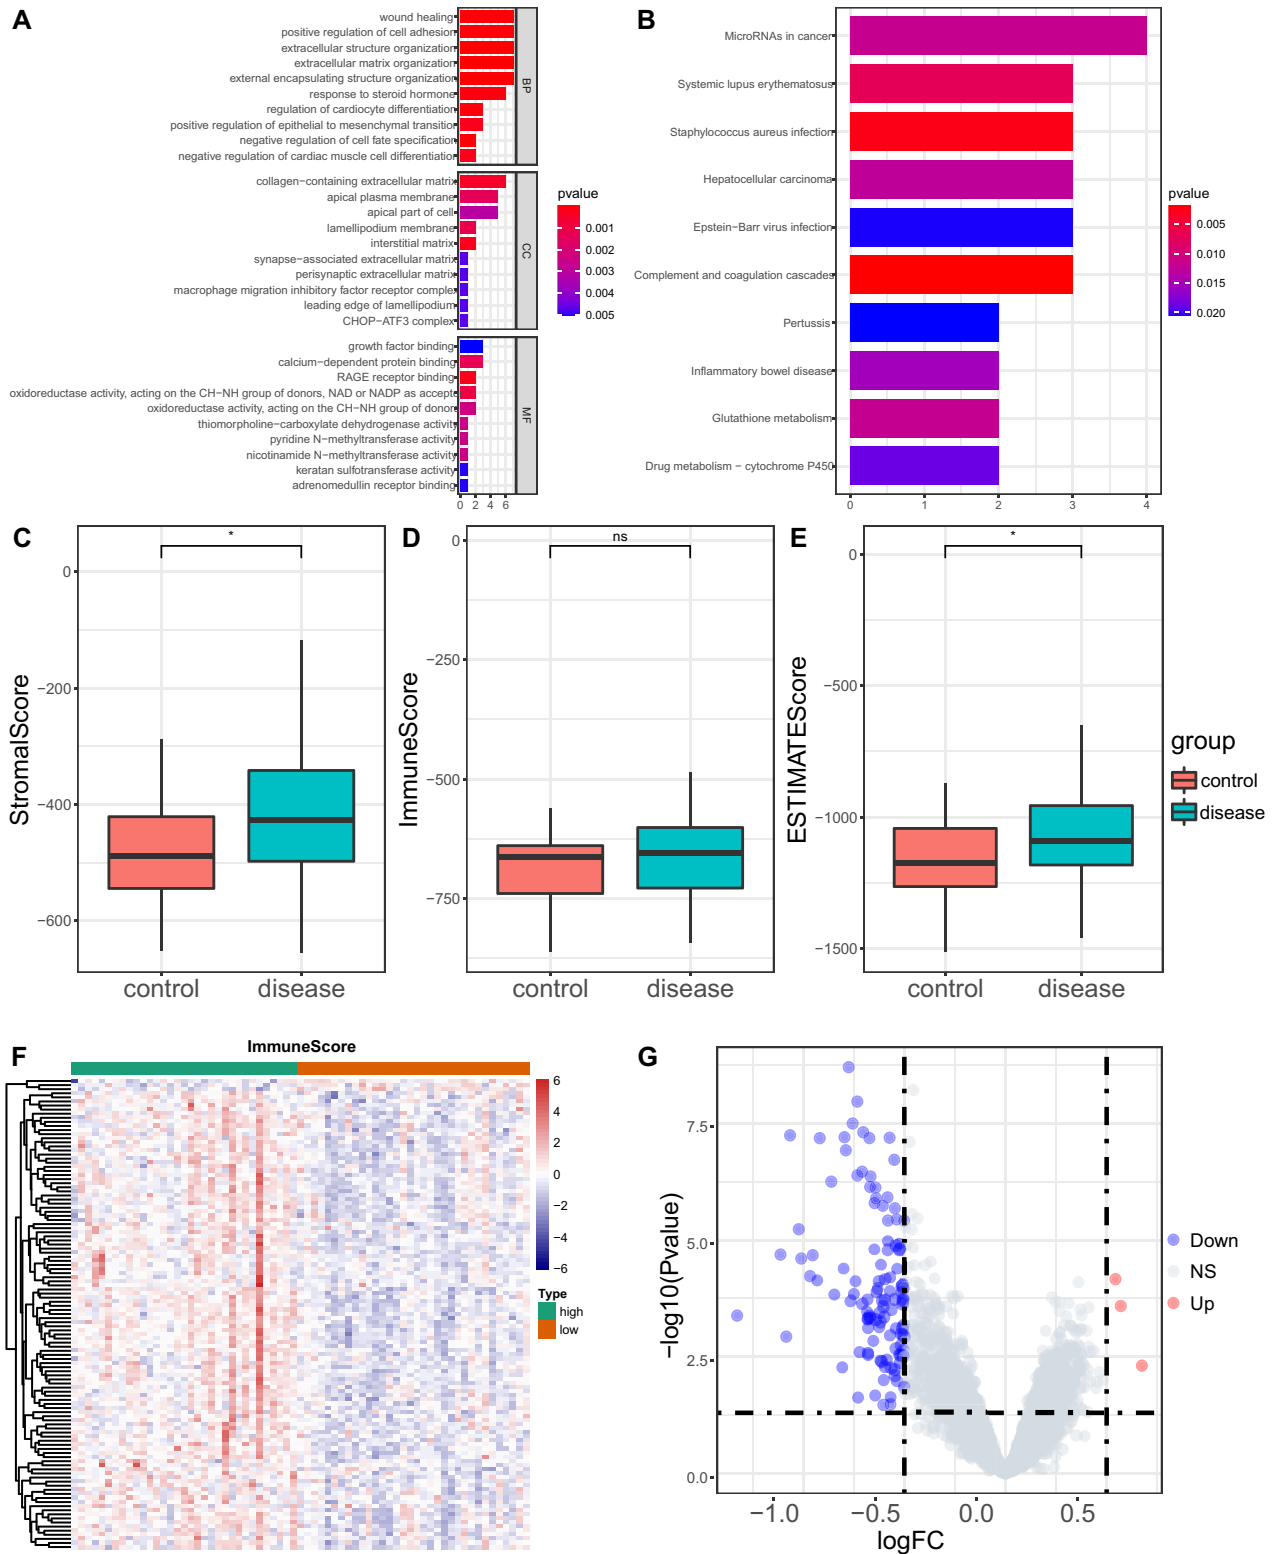 A
wound healing
positive regulation of cell adhesion
extracellular structure organization
extracellular matrix organization
external encapsulating structure organization
response to steroid hormone
regulation of cardiocyte differentiation
positive regulation of epithelial to mesenchymal transition
negative regulation of cell fate specification
negative regulation of cardiac muscle cell differentiation
BP
collagen−containing extracellular matrix
apical plasma membrane
apical part of cell
lamellipodium membrane
interstitial matrix
synapse−associated extracellular matrix
perisynaptic extracellular matrix
macrophage migration inhibitory factor receptor complex
leading edge of lamellipodium
CHOP−ATF3 complex
CC
growth factor binding
calcium−dependent protein binding
RAGE receptor binding
oxidoreductase activity, acting on the CH−NH group of donors, NAD or NADP as accepto
oxidoreductase activity, acting on the CH−NH group of donors
thiomorpholine−carboxylate dehydrogenase activity
pyridine N−methyltransferase activity
nicotinamide N−methyltransferase activity
keratan sulfotransferase activity
adrenomedullin receptor binding
MF
0 2 4 6
pvalue
0.001
0.002
0.003
0.004
0.005
B
MicroRNAs in cancer
Systemic lupus erythematosus
Staphylococcus aureus infection
Hepatocellular carcinoma
Epstein−Barr virus infection
Complement and coagulation cascades
Pertussis
Inflammatory bowel disease
Glutathione metabolism
Drug metabolism − cytochrome P450
0 1 2 3 4
pvalue
0.005
0.010
0.015
0.020
C
StromalScore
0
−200
−400
−600
*
control disease
D
ImmuneScore
0
−250
−500
−750
ns
control disease
E
ESTIMATEScore
0
−500
−1000
−1500
*
control disease
group
control
disease
F
ImmuneScore
6
4
2
0
−2
−4
−6
Type
high
low
G
−log10(Pvalue)
7.5
5.0
2.5
0.0
−1.0 −0.5 0.0 0.5
logFC
Down
NS
Up